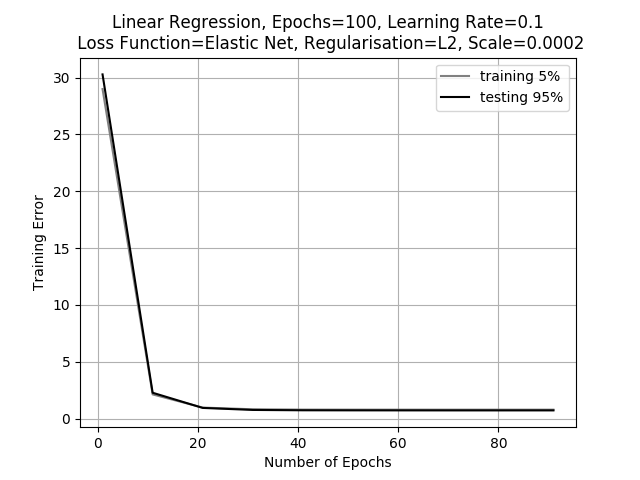 Linear Regression, Epochs=100, Learning Rate=0.1
Loss Function=Elastic Net, Regularisation=L2, Scale=0.0002
training 5%
testing 95%
30
25
20
15
10
5
0
Training Error
0 20 40 60 80
Number of Epochs